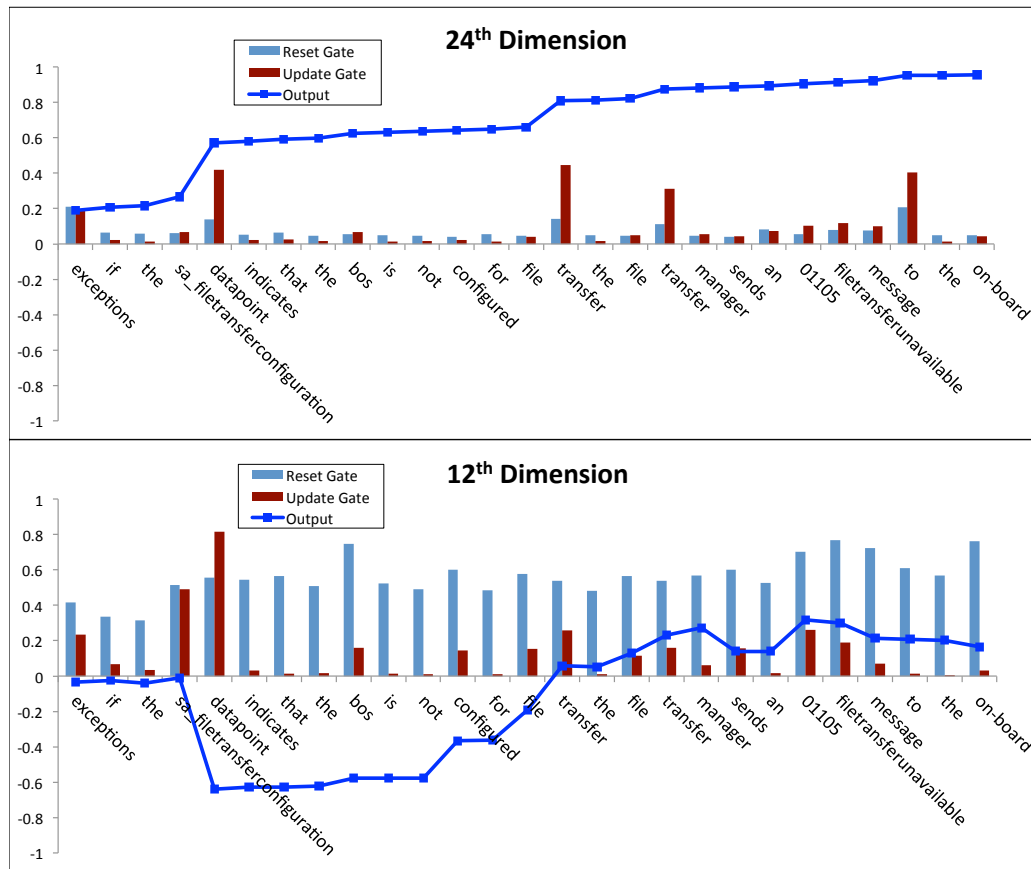 24th Dimension
Reset Gate
Update Gate
Output
1
0.8
0.6
0.4
0.2
0
-0.2
-0.4
-0.6
-0.8
-1
exceptions
if
the
sa_filetransferconfiguration
datapoint
indicates
that
the
bos
is
not
configured
for
file
transfer
the
file
transfer
manager
sends
an
01105
filetransferunavailable
message
to
the
on-board
12th Dimension
Reset Gate
Update Gate
Output
1
0.8
0.6
0.4
0.2
0
-0.2
-0.4
-0.6
-0.8
-1
exceptions
if
the
sa_filetransferconfiguration
datapoint
indicates
that
the
bos
is
not
configured
for
file
transfer
the
file
transfer
manager
sends
an
01105
filetransferunavailable
message
to
the
on-board